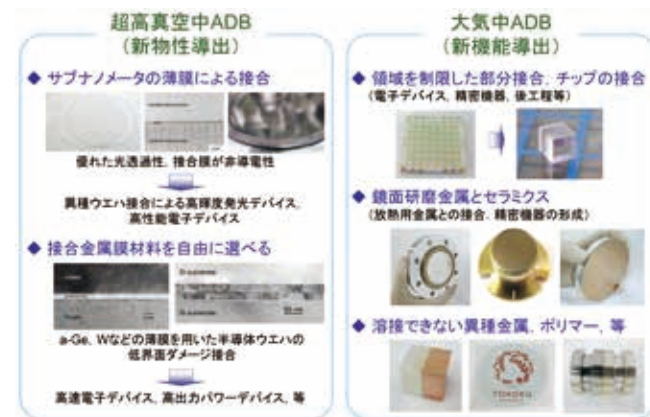 超高真空中ADB
(新物性導出)
◆ サブナノメータの薄膜による接合
優れた光透過性、接合膜が非導電性
異種ウエハ接合による高輝度発光デバイス、
高性能電子デバイス
◆ 接合金属膜材料を自由に選べる
a-Ge、Wなどの薄膜を用いた半導体ウエハの
低界面ダメージ接合
高速電子デバイス、高出力パワーデバイス、等
大気中ADB
(新機能導出)
◆ 領域を制限した部分接合、チップの接合
(電子デバイス、精密機器、後工程等)
◆ 鏡面研磨金属とセラミクス
(放熱用金属との接合、精密機器の形成)
◆ 溶接できない異種金属、ポリマー、等
TOHOKU